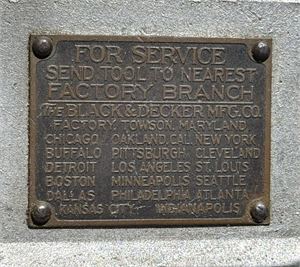 FOR SERVICE
SEND TOOL TO NEAREST
FACTORY BRANCH
THE BLACK & DECKER MFG. CO.
FACTORY, TOWSON, MARYLAND.
CHICAGO OAKLAND, CAL. NEW YORK
BUFFALO PITTSBURGH CLEVELAND
DETROIT LOS ANGELES ST. LOUIS
BOSTON MINNEAPOLIS SEATTLE
DALLAS PHILADELPHIA ATLANTA
KANSAS CITY INDIANAPOLIS